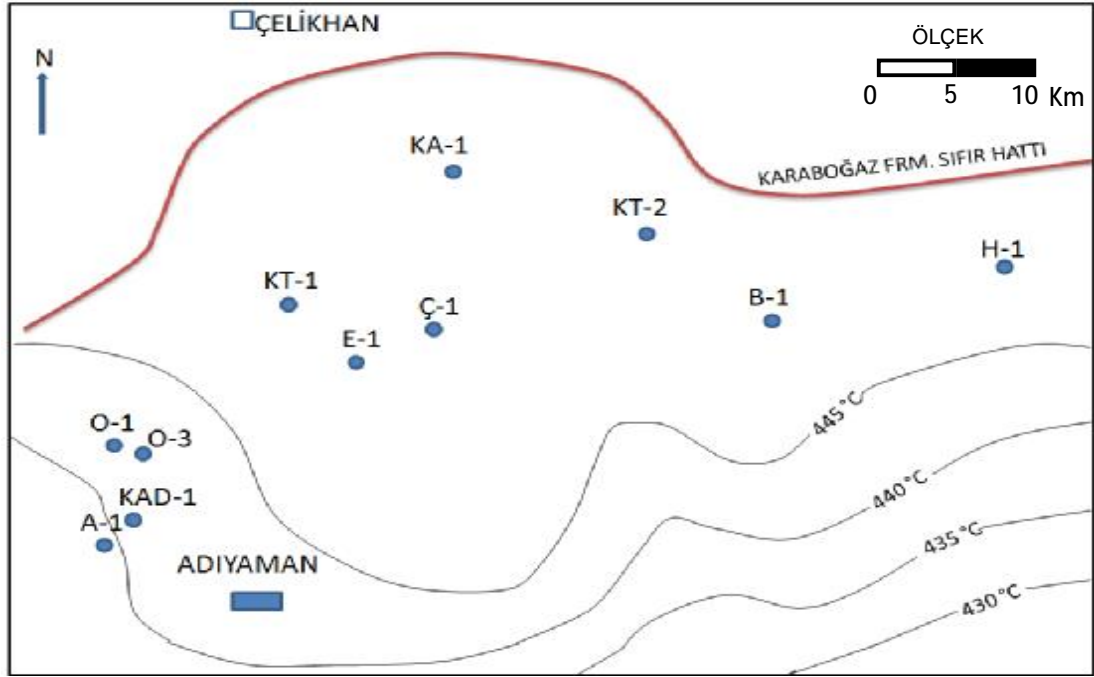 ÇELİKHAN
N
ÖLÇEK
0 5 10 Km
KA-1
KARABOĞAZ FRM. SIFIR HATTI
KT-2
H-1
KT-1
Ç-1
B-1
E-1
445°C
O-1
O-3
440°C
KAD-1
A-1
435°C
ADIYAMAN
430°C